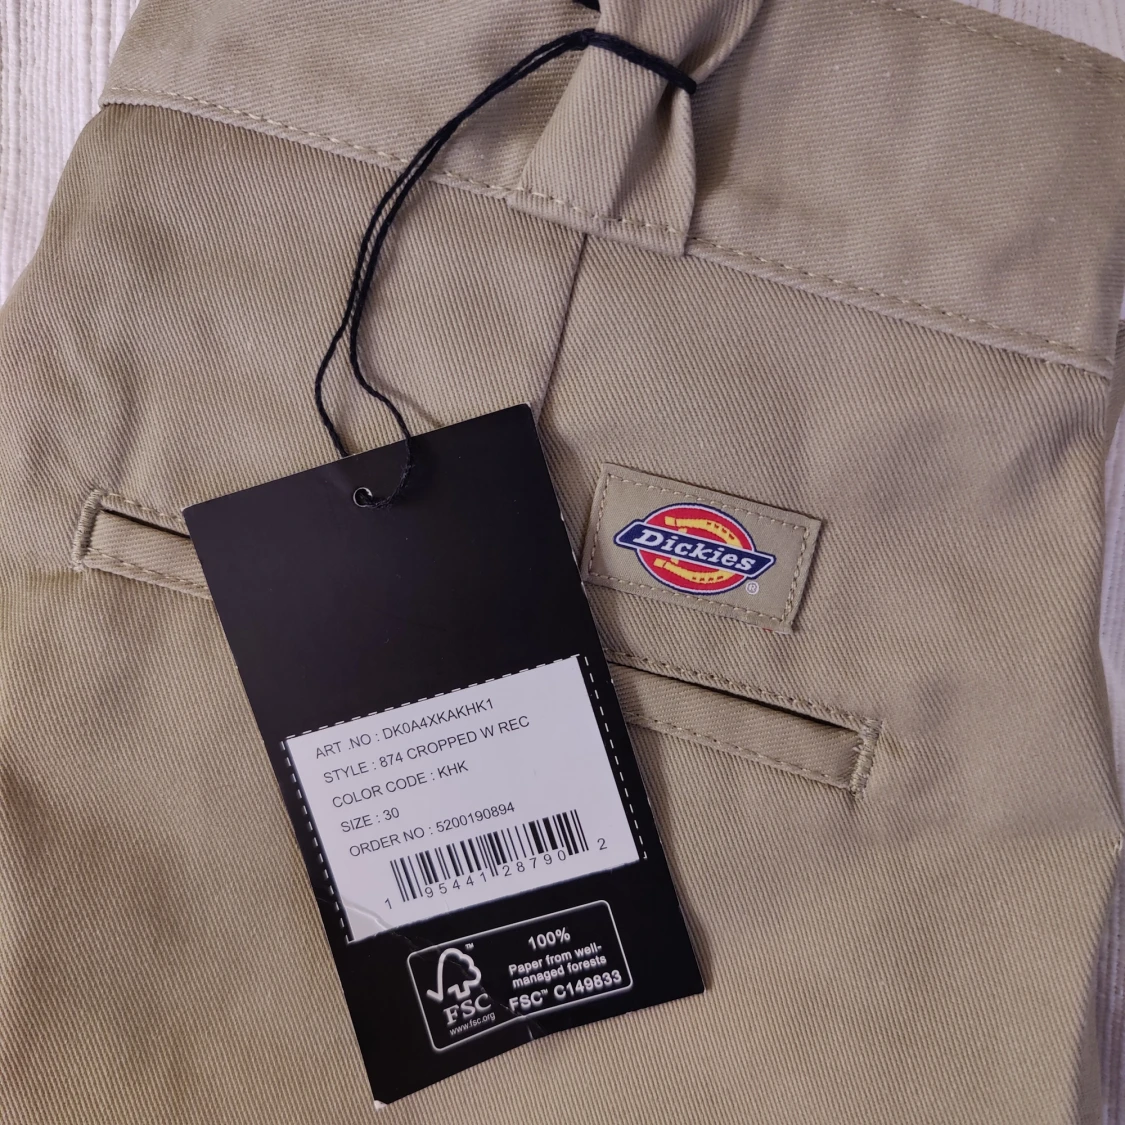 Dickies
®
ART .NO : DK0A4XKAKHK1
STYLE : 874 CROPPED W REC
COLOR CODE : KHK
SIZE : 30
ORDER NO : 5200190894
1 95441 28790 2
FSC
www.fsc.org
™
100%
Paper from well-
managed forests
FSC™ C149833